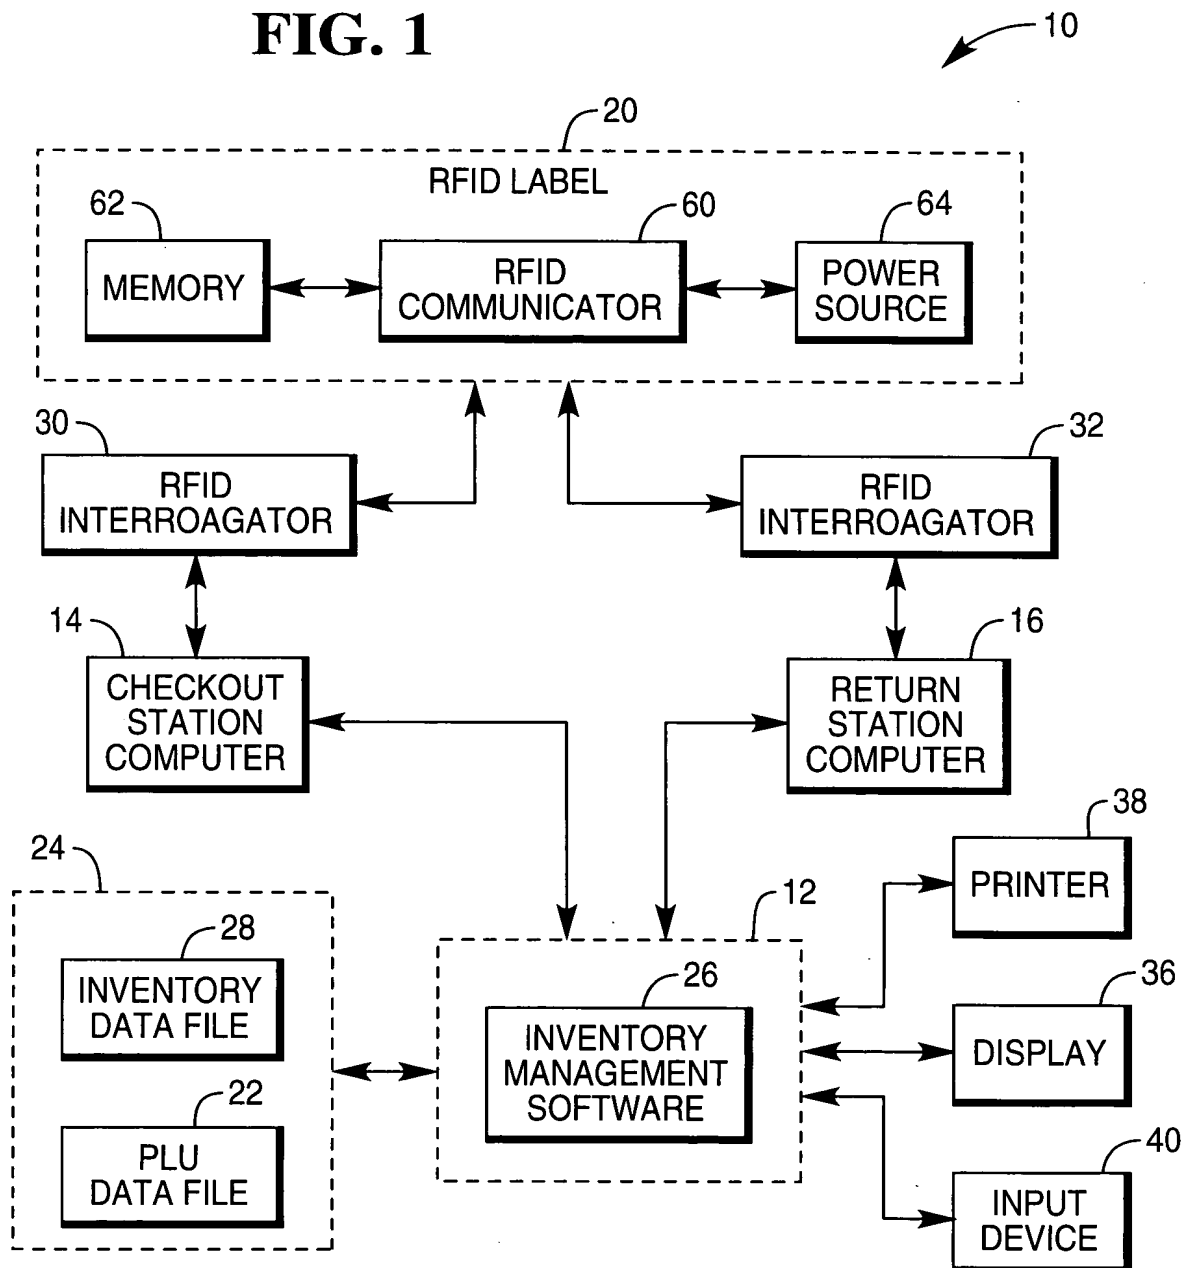 FIG. 1
10
20
RFID LABEL
62
60
64
MEMORY
RFID
COMMUNICATOR
POWER
SOURCE
30
32
RFID
INTERROAGATOR
RFID
INTERROAGATOR
14
16
CHECKOUT
STATION
COMPUTER
RETURN
STATION
COMPUTER
38
PRINTER
24
12
28
INVENTORY
DATA FILE
26
INVENTORY
MANAGEMENT
SOFTWARE
36
DISPLAY
22
PLU
DATA FILE
40
INPUT
DEVICE